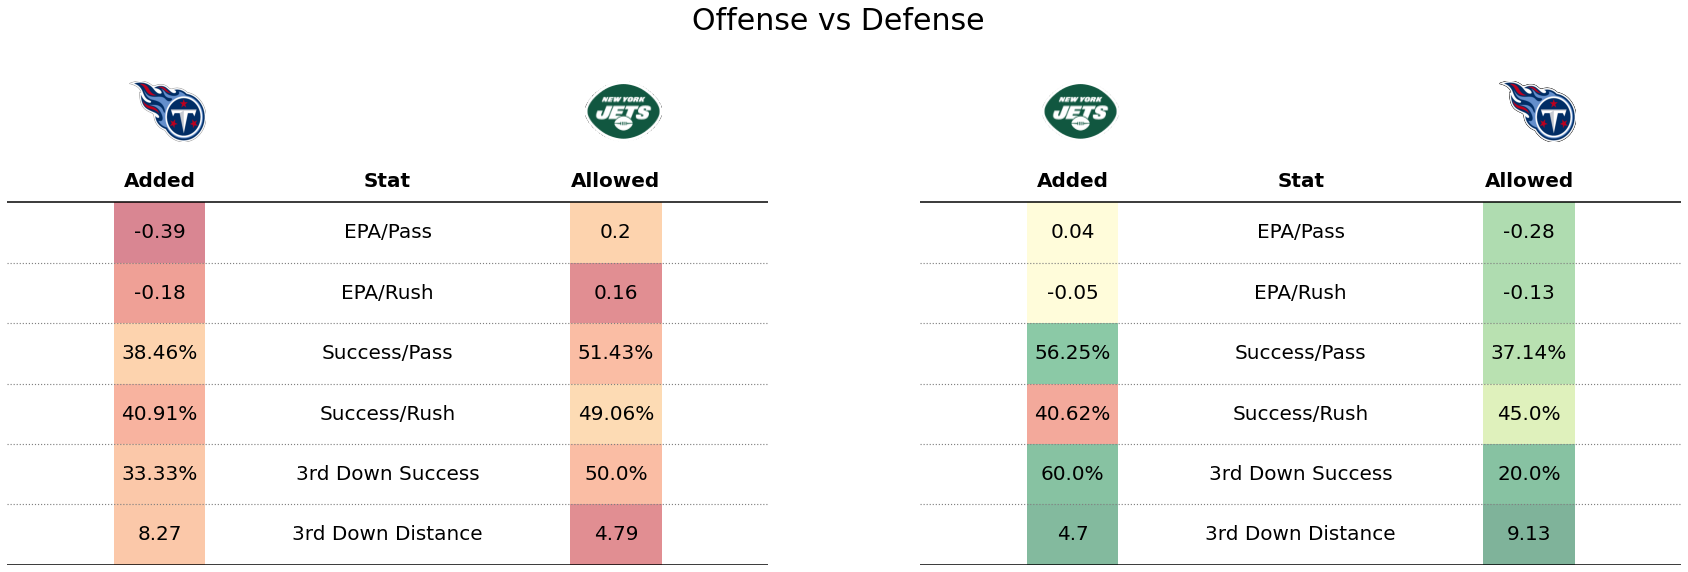 Offense vs Defense
NEW YORK
JETS
NEW YORK
JETS
Added Stat Allowed Added Stat Allowed
-0.39 EPA/Pass 0.2 0.04 EPA/Pass -0.28
-0.18 EPA/Rush 0.16 -0.05 EPA/Rush -0.13
38.46% Success/Pass 51.43% 56.25% Success/Pass 37.14%
40.91% Success/Rush 49.06% 40.62% Success/Rush 45.0%
33.33% 3rd Down Success 50.0% 60.0% 3rd Down Success 20.0%
8.27 3rd Down Distance 4.79 4.7 3rd Down Distance 9.13